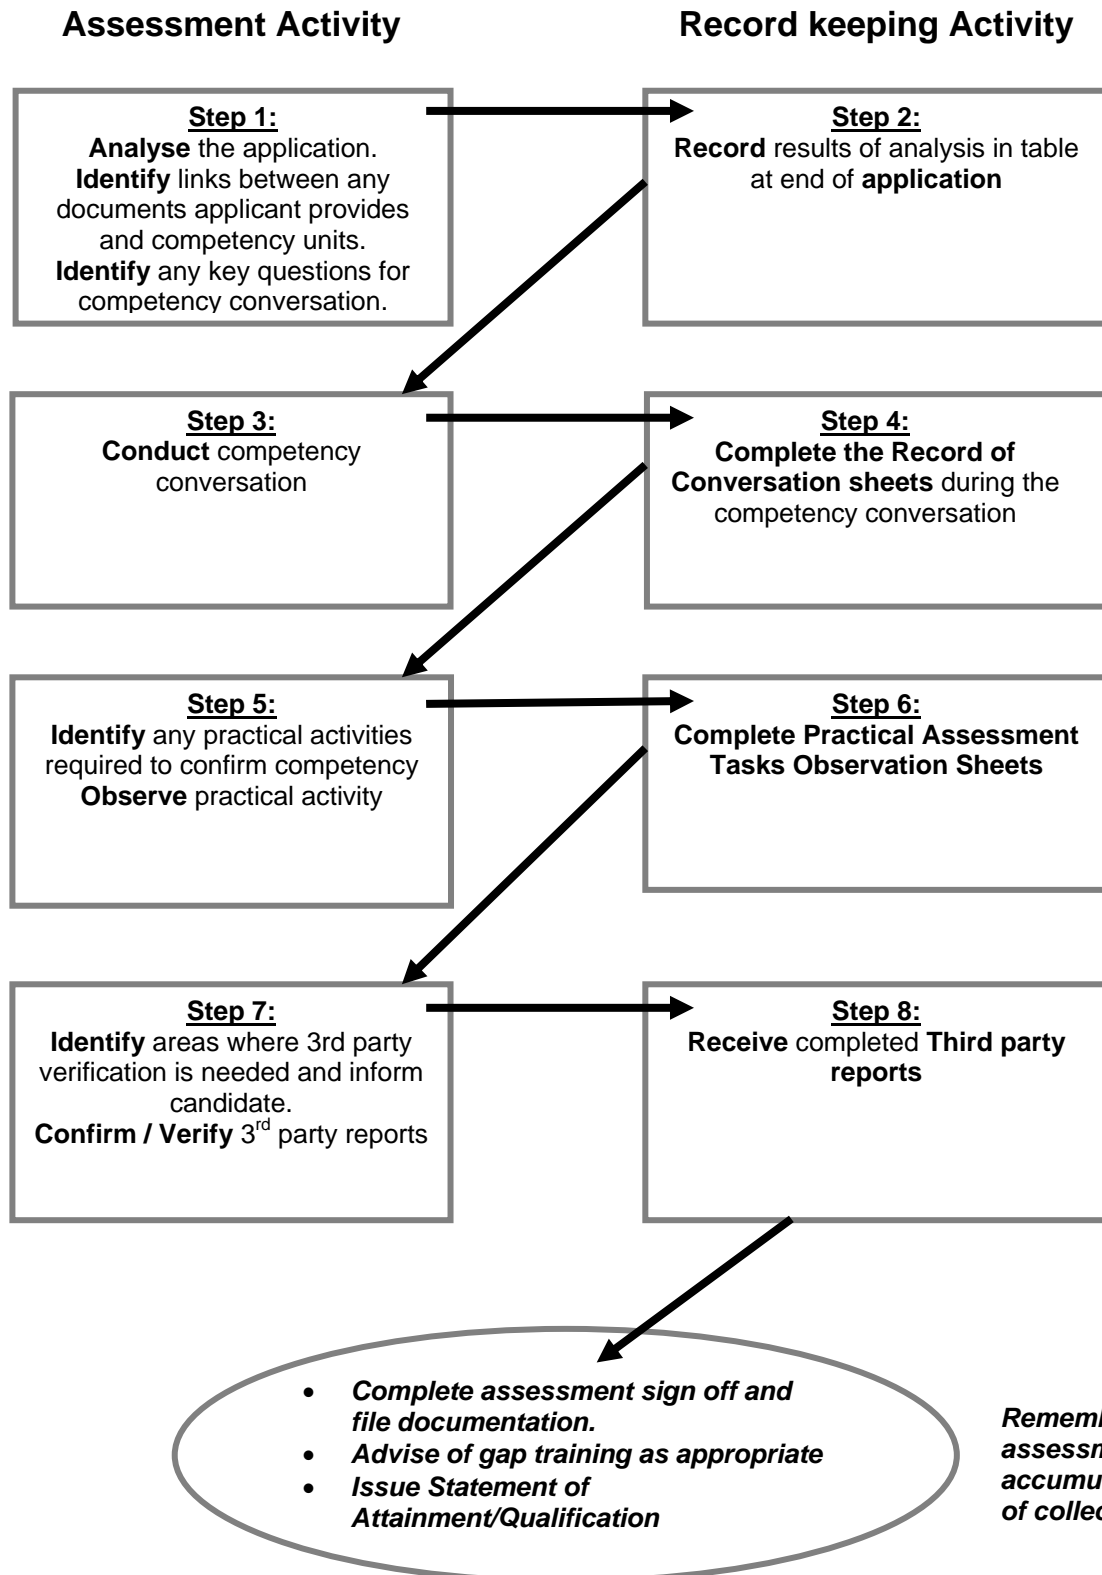 Assessment Activity
Record keeping Activity
Step 1:
Analyse the application.
Identify links between any
documents applicant provides
and competency units.
Identify any key questions for
competency conversation.
Step 2:
Record results of analysis in table
at end of application
Step 3:
Conduct competency
conversation
Step 4:
Complete the Record of
Conversation sheets during the
competency conversation
Step 5:
Identify any practical activities
required to confirm competency
Observe practical activity
Step 6:
Complete Practical Assessment
Tasks Observation Sheets
Step 7:
Identify areas where 3rd party
verification is needed and inform
candidate.
Confirm / Verify 3rd party reports
Step 8:
Receive completed Third party
reports
• Complete assessment sign off and
file documentation.
• Advise of gap training as appropriate
• Issue Statement of
Attainment/Qualification
of